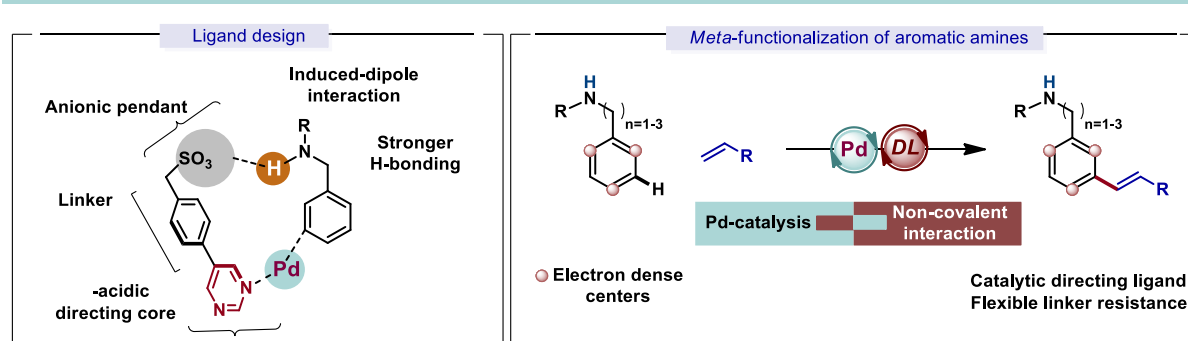 Ligand design
Anionic pendant
Induced-dipole
interaction
R
N
H
SO3
Stronger
H-bonding
Linker
Pd
N
N
-acidic
directing core
Meta-functionalization of aromatic amines
H
N
R
n=1-3
H
R
Pd
DL
H
N
R
n=1-3
R
Pd-catalysis
Non-covalent
interaction
Electron dense
centers
Catalytic directing ligand
Flexible linker resistance